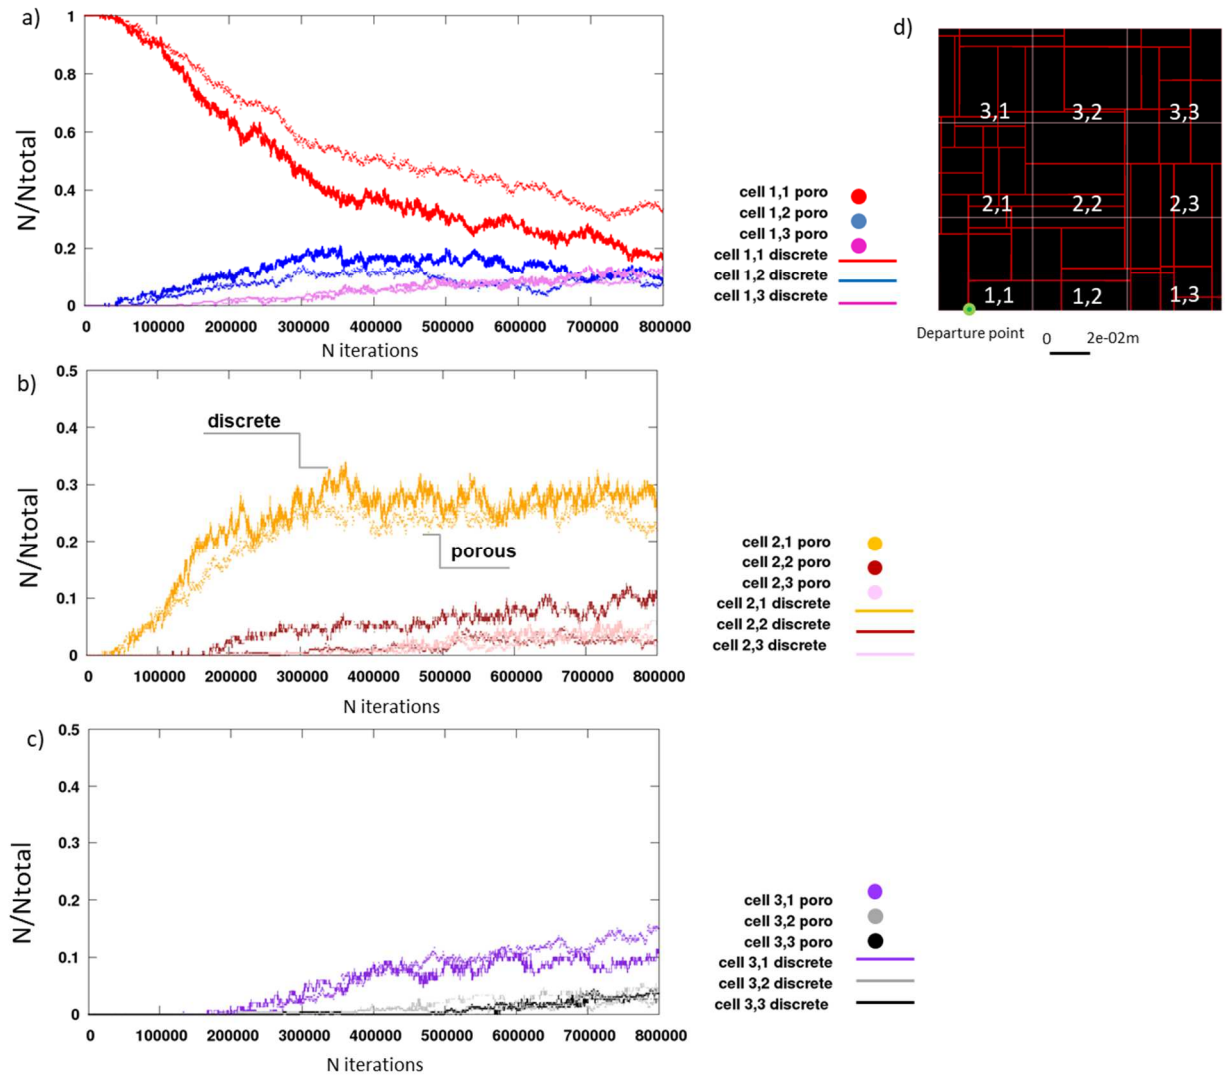 a)
1
0.8
0.6
0.4
0.2
0
N/Ntotal
0 100000 200000 300000 400000 500000 600000 700000 800000
N iterations
cell 1,1 poro
cell 1,2 poro
cell 1,3 poro
cell 1,1 discrete
cell 1,2 discrete
cell 1,3 discrete
d)
3,1 3,2 3,3
2,1 2,2 2,3
1,1 1,2 1,3
Departure point 0 2e-02m
b)
0.5
0.4
0.3
0.2
0.1
0
N/Ntotal
discrete
porous
0 100000 200000 300000 400000 500000 600000 700000 800000
N iterations
cell 2,1 poro
cell 2,2 poro
cell 2,3 poro
cell 2,1 discrete
cell 2,2 discrete
cell 2,3 discrete
c)
0.5
0.4
0.3
0.2
0.1
0
N/Ntotal
0 100000 200000 300000 400000 500000 600000 700000 800000
N iterations
cell 3,1 poro
cell 3,2 poro
cell 3,3 poro
cell 3,1 discrete
cell 3,2 discrete
cell 3,3 discrete